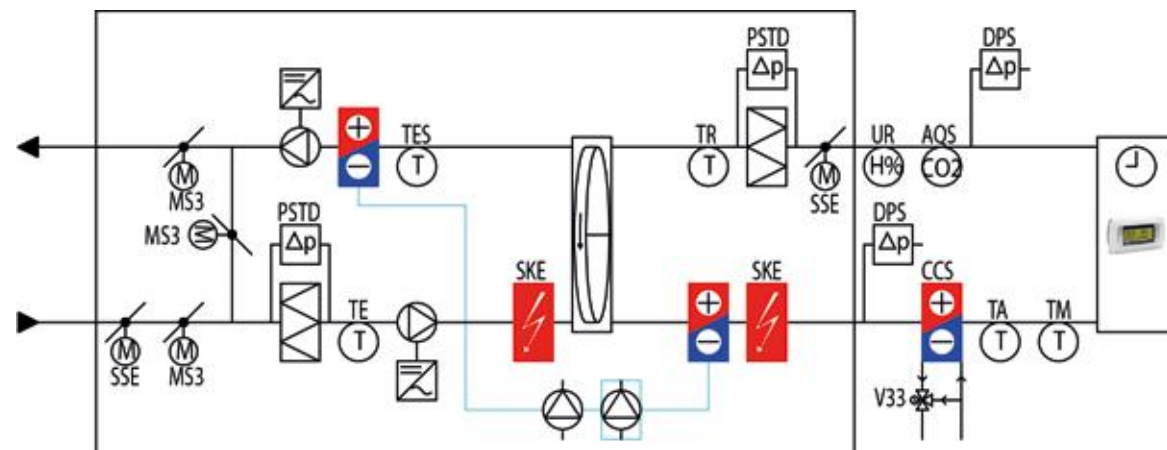 PSTD
DPS
Δp
Δp
TES
TR
UR
AQS
T
T
H%
CO2
M
MS3
M
SSE
MS3
M
PSTD
Δp
DPS
Δp
SKE
SKE
CCS
TE
TA
TM
T
T
T
M
SSE
M
MS3
V33